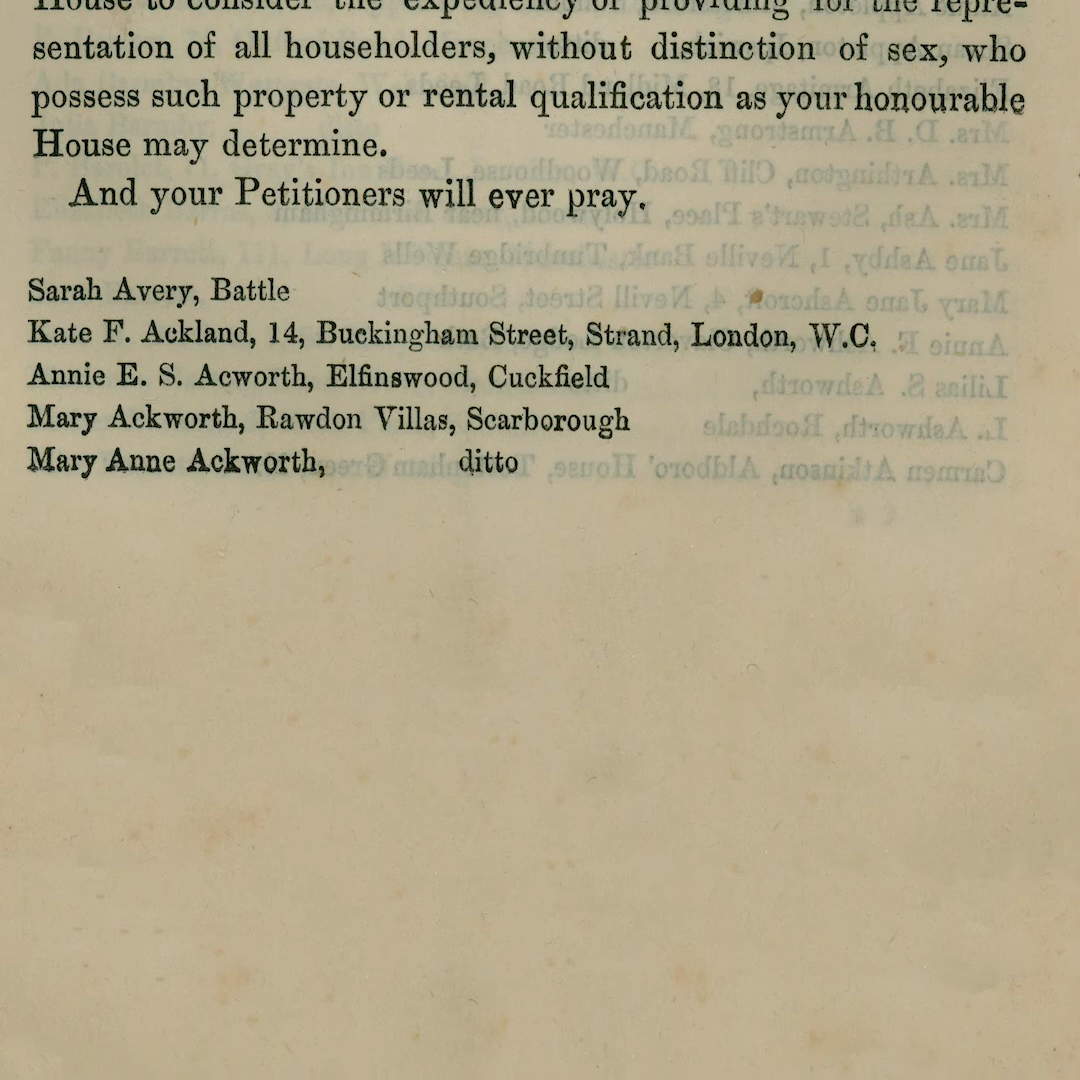 House to consider the expediency of providing for the repre-
sentation of all householders, without distinction of sex, who
possess such property or rental qualification as your honourable
House may determine.
And your Petitioners will ever pray.
Sarah Avery, Battle
Kate F. Ackland, 14, Buckingham Street, Strand, London, W.C.
Annie E. S. Acworth, Elfinswood, Cuckfield
Mary Ackworth, Rawdon Villas, Scarborough
Mary Anne Ackworth, ditto